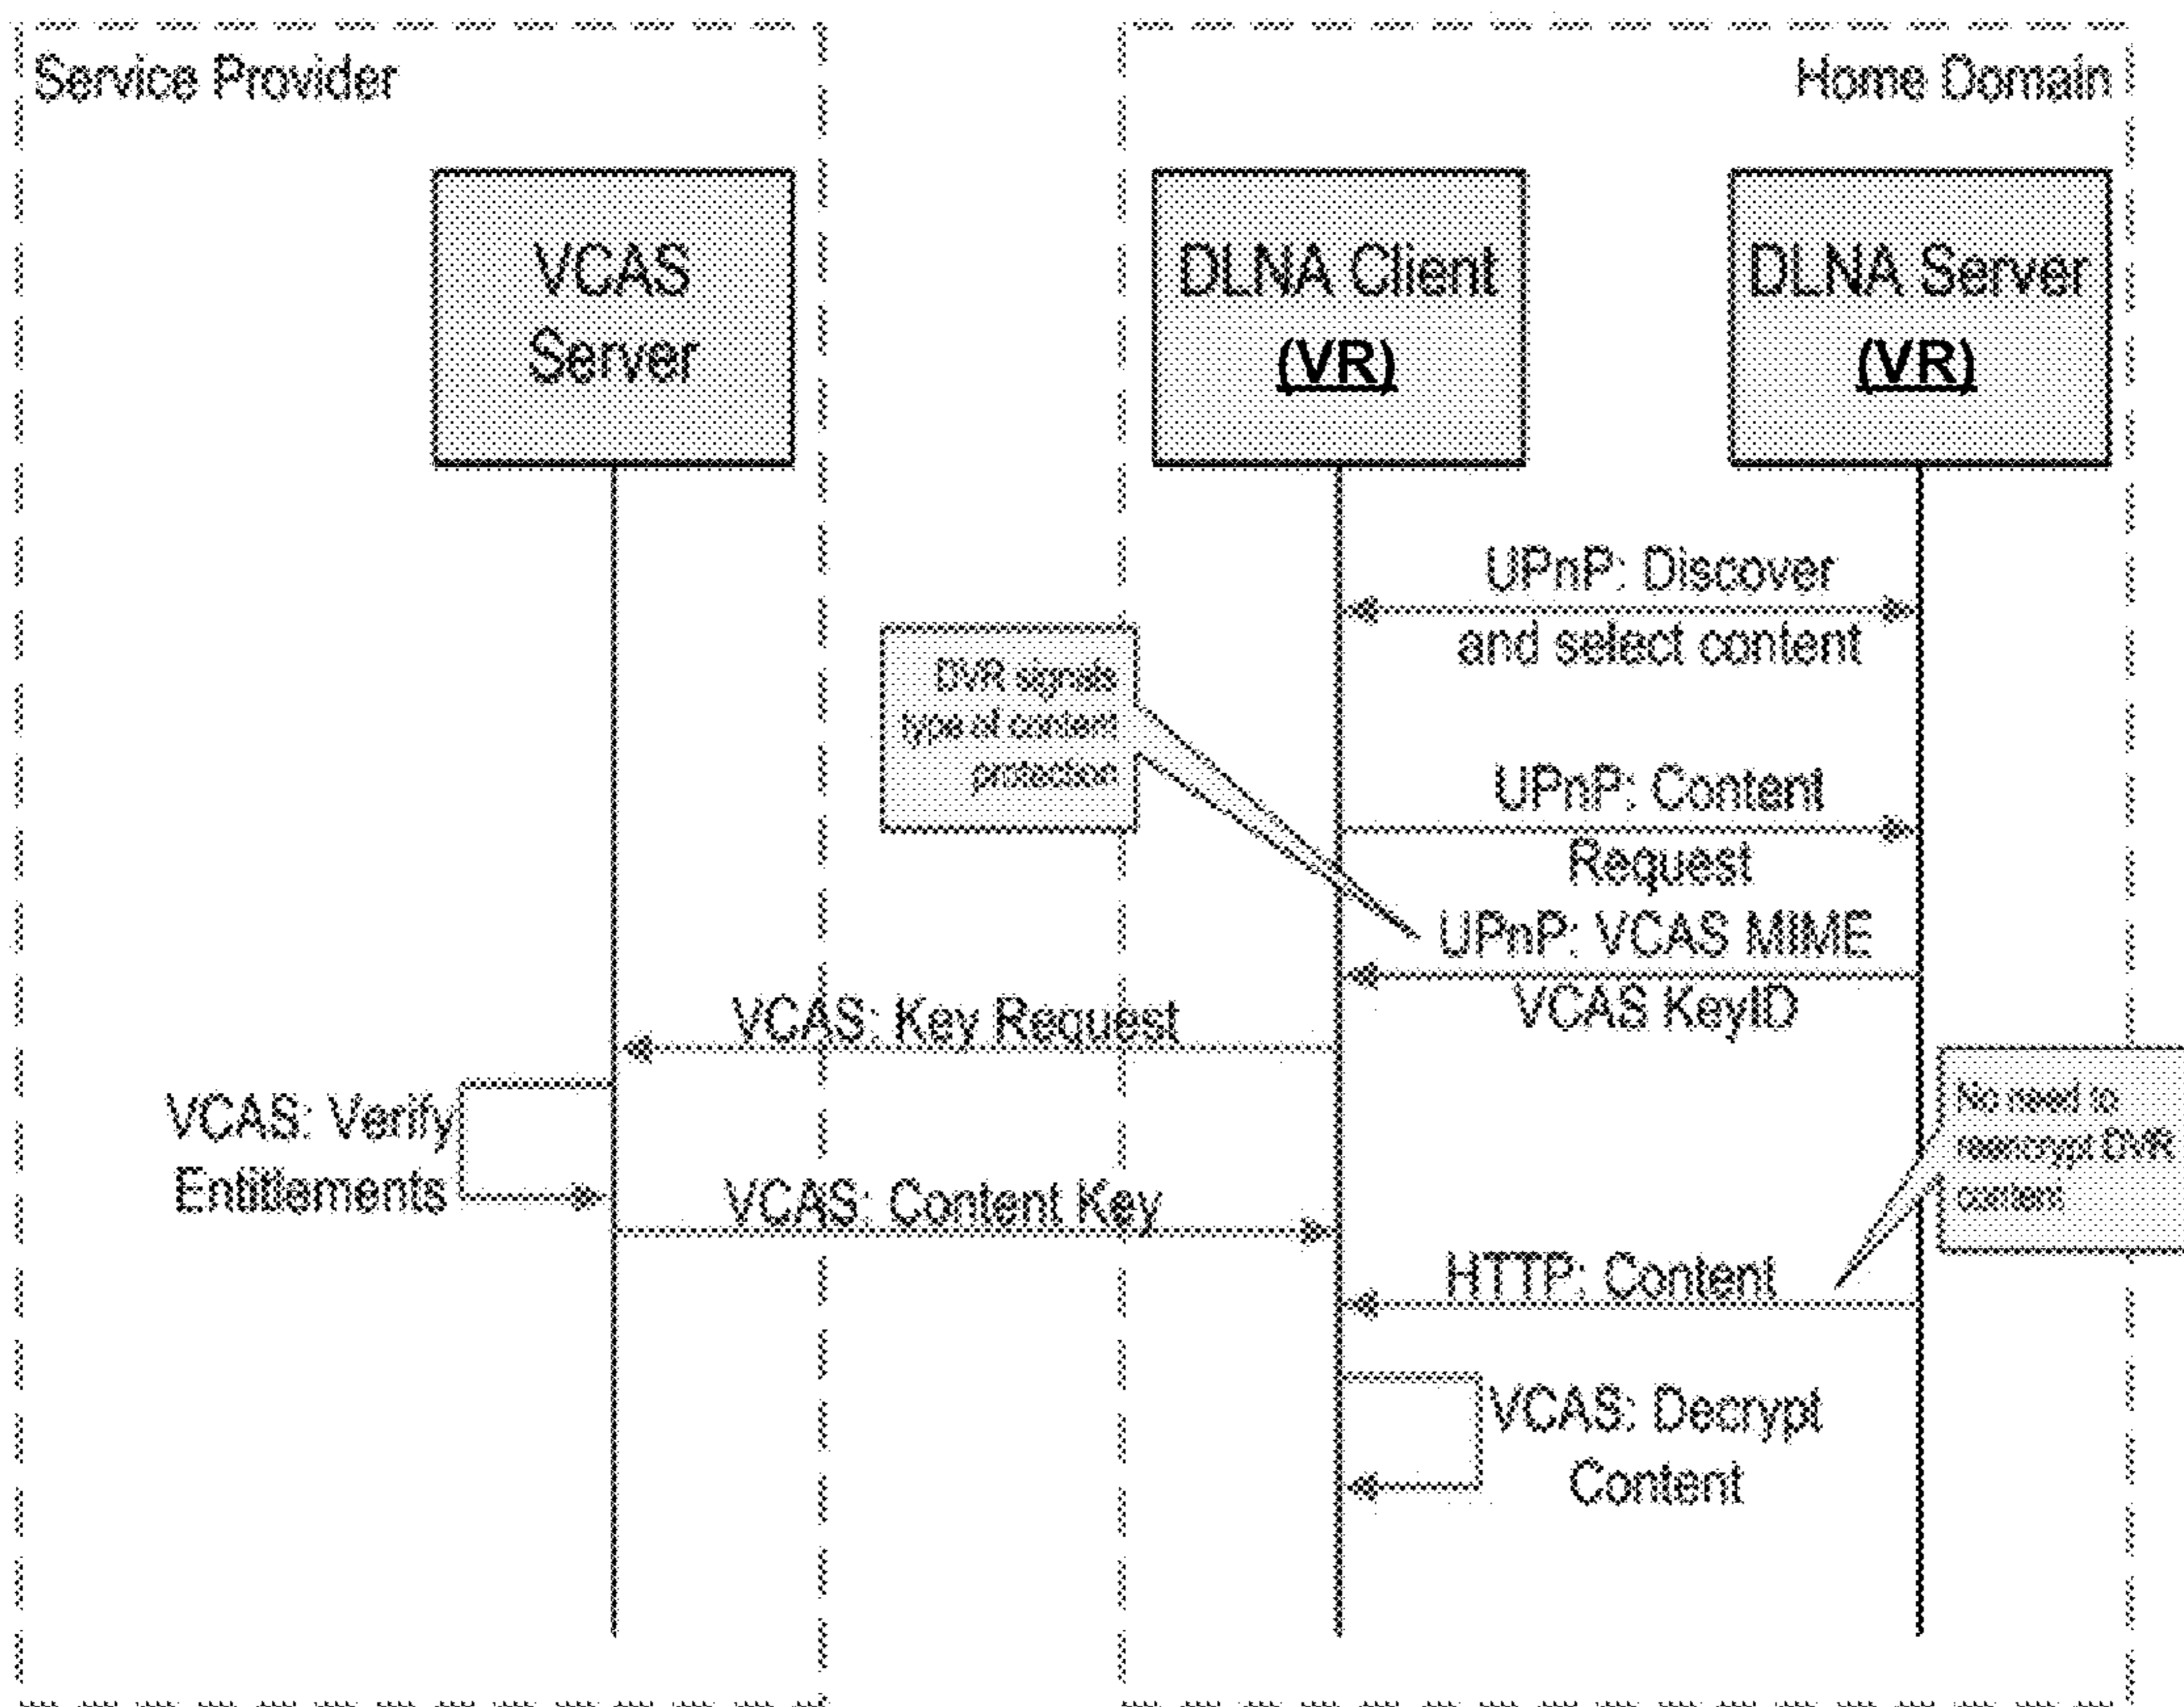 Service Provider
Home Domain
VCAS
Server
DLNA Client
(VR)
DLNA Server
(VR)
UPnP: Discover
and select content
DVR signals
type of content
protection
UPnP: Content
Request
UPnP: VCAS MIME
VCAS KeyID
VCAS: Key Request
No need to
reencrypt DVR
content
VCAS: Verify
Entitlements
VCAS: Content Key
HTTP: Content
VCAS: Decrypt
Content